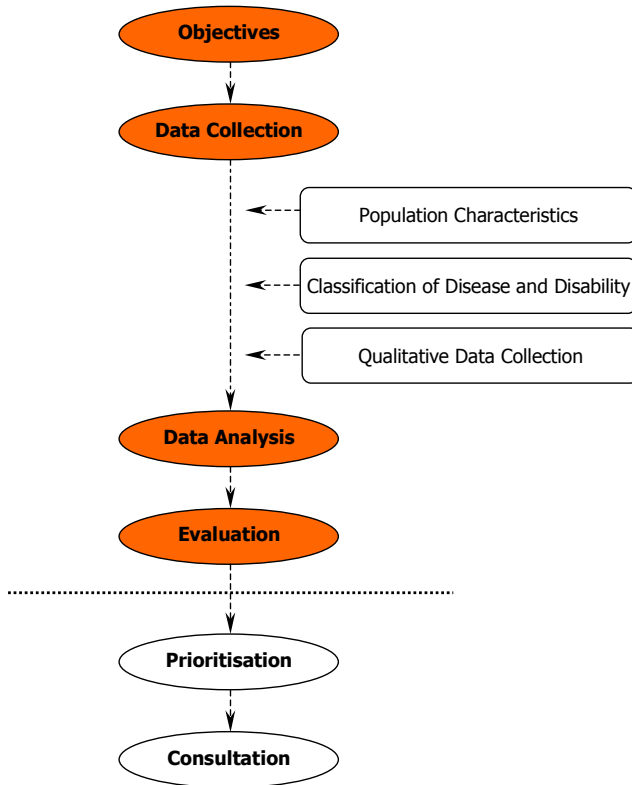 Objectives
Data Collection
Population Characteristics
Classification of Disease and Disability
Qualitative Data Collection
Data Analysis
Evaluation
Prioritisation
Consultation